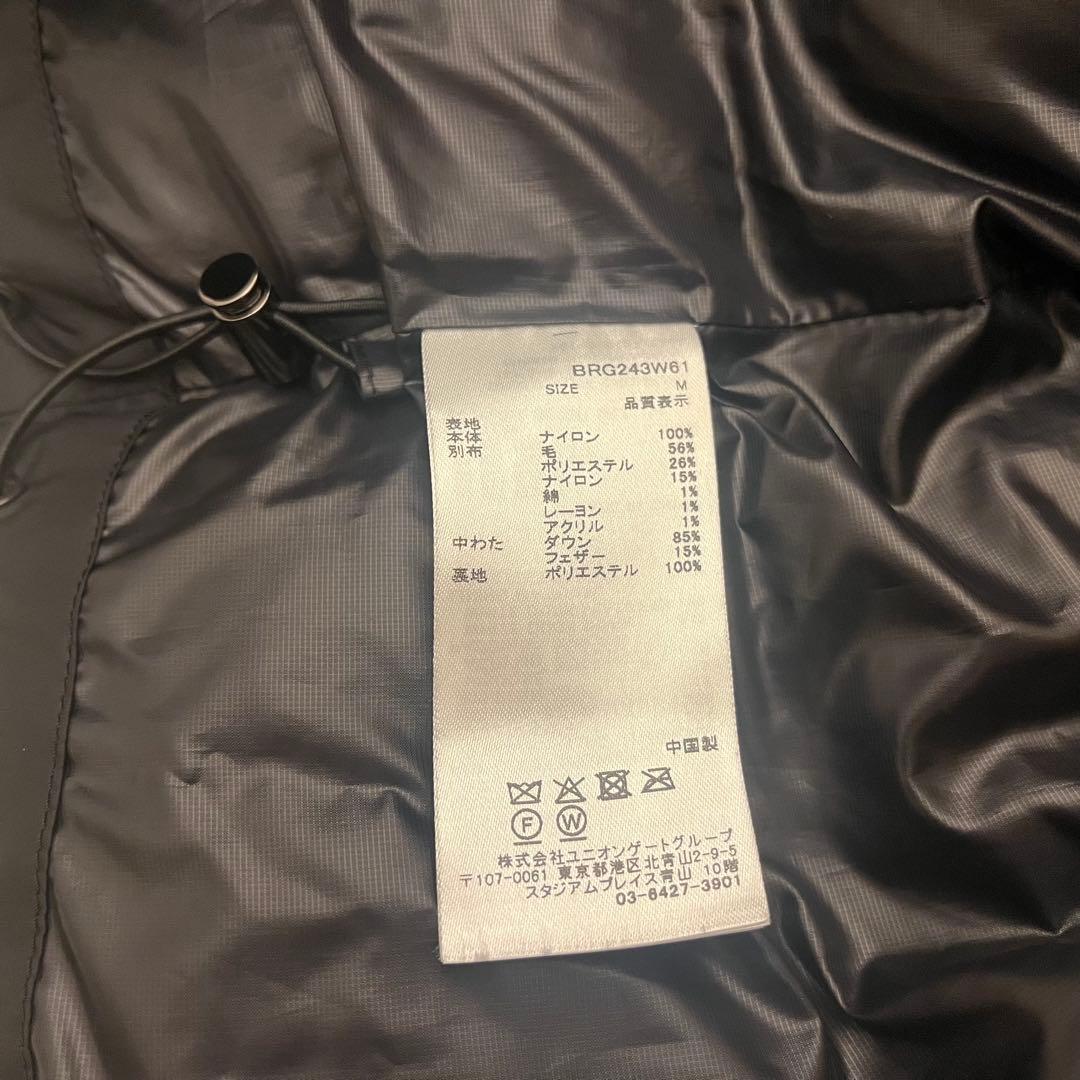 BRG243W61
SIZE M
品質表示
表地
本体 ナイロン 100%
別布 毛 56%
ポリエステル 26%
ナイロン 15%
綿 1%
レーヨン 1%
アクリル 1%
中わた ダウン 85%
フェザー 15%
裏地 ポリエステル 100%
中国製
F W
株式会社ユニオンゲートグループ
〒107-0061 東京都港区北青山2-9-5
スタジアムプレイス青山 10階
03-6427-3901